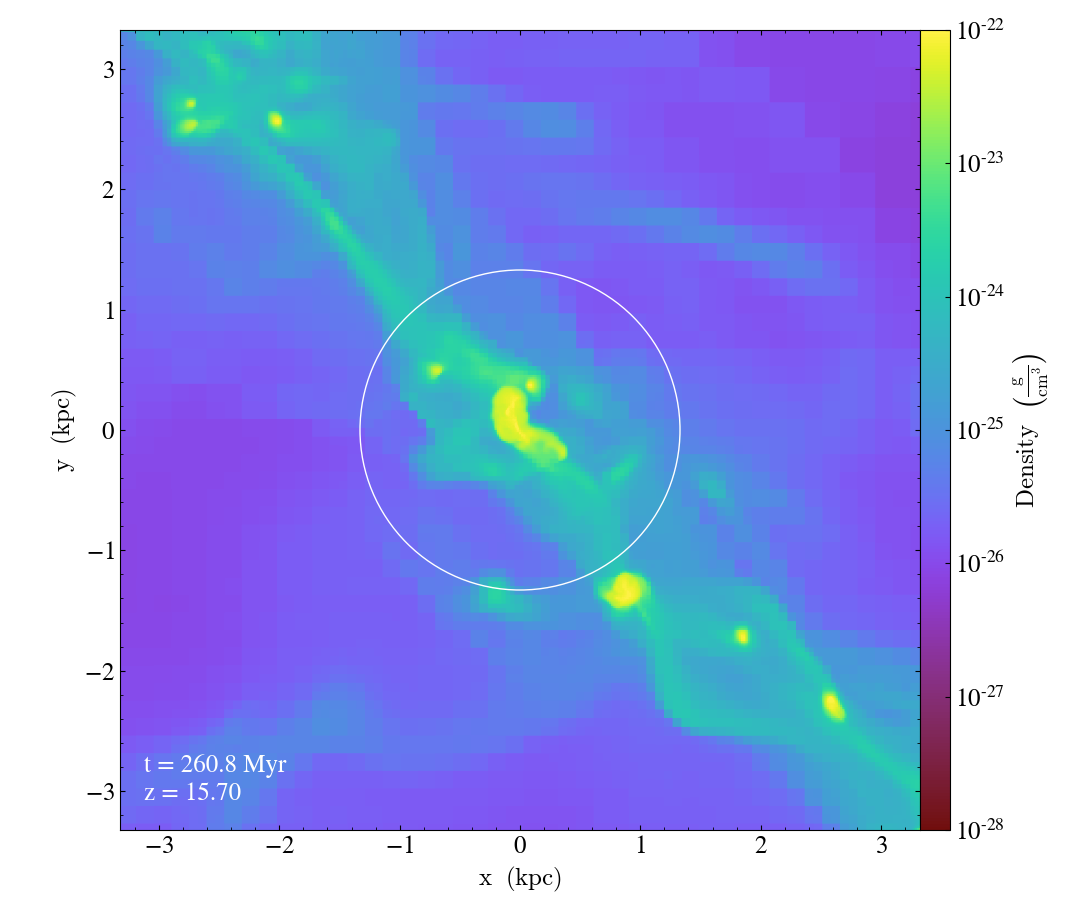 3
2
1
0
−1
−2
−3
y (kpc)
t = 260.8 Myr
z = 15.70
−3 −2 −1 0 1 2 3
x (kpc)
10^-22
10^-23
10^-24
10^-25
10^-26
10^-27
10^-28
Density (g/cm^3)